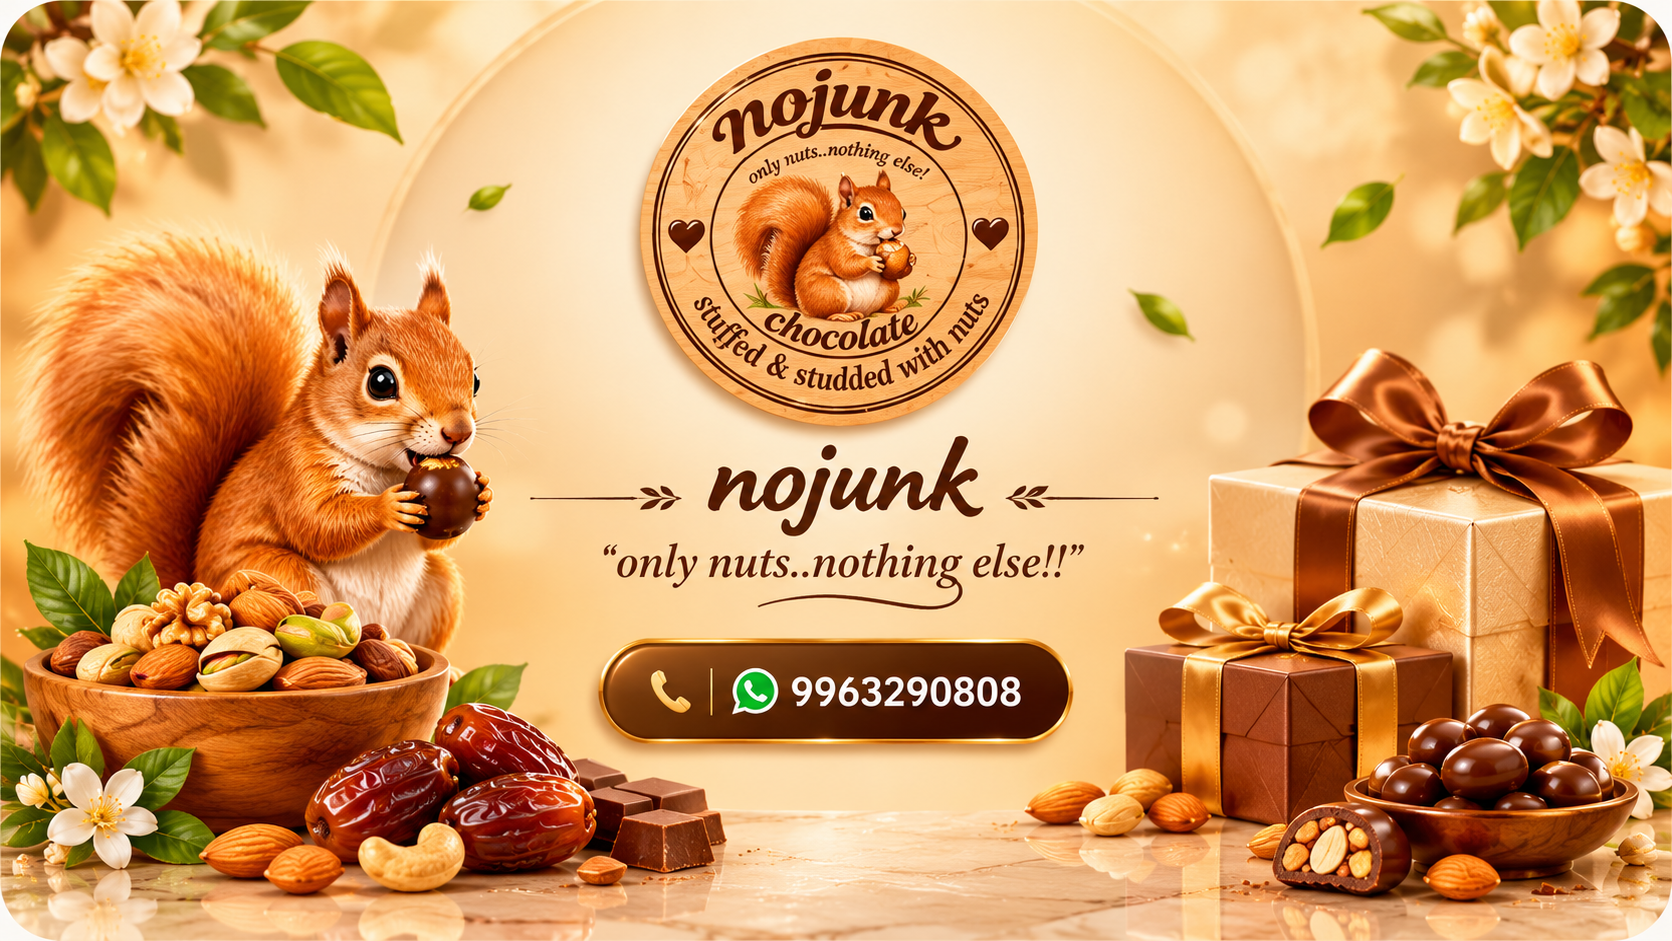 nojunk
only nuts..nothing else!
chocolate
stuffed & studded with nuts
nojunk
“only nuts..nothing else!!”
9963290808